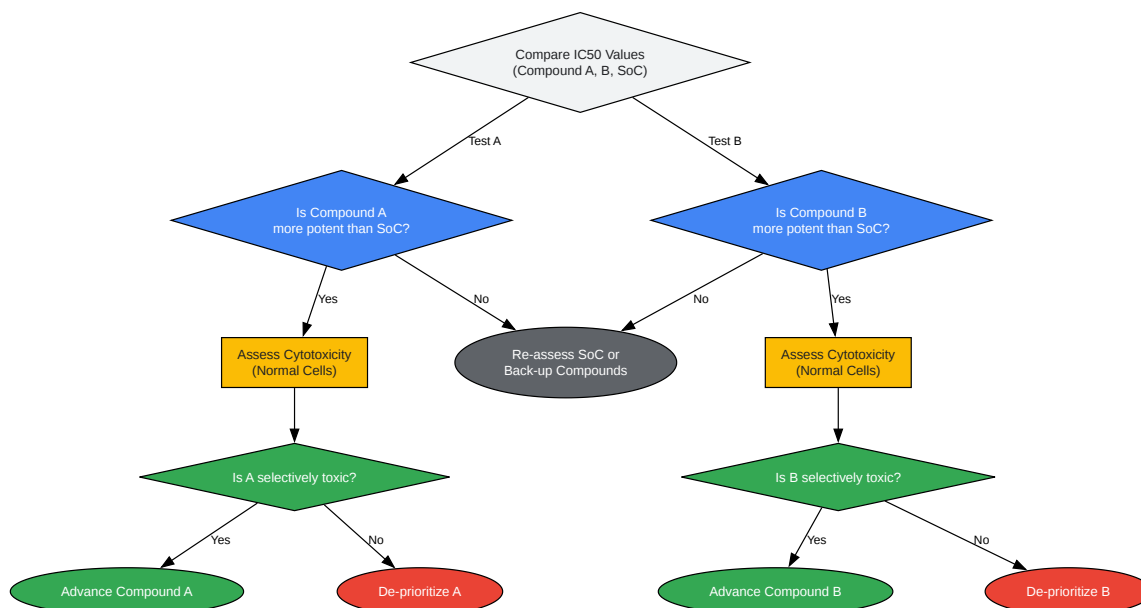 Compare IC50 Values
(Compound A, B, SoC)
Test A
Test B
Is Compound A
more potent than SoC?
Is Compound B
more potent than SoC?
Yes
No
No
Yes
Assess Cytotoxicity
(Normal Cells)
Re-assess SoC or
Back-up Compounds
Assess Cytotoxicity
(Normal Cells)
Is A selectively toxic?
Is B selectively toxic?
Yes
No
Yes
No
Advance Compound A
De-prioritize A
Advance Compound B
De-prioritize B